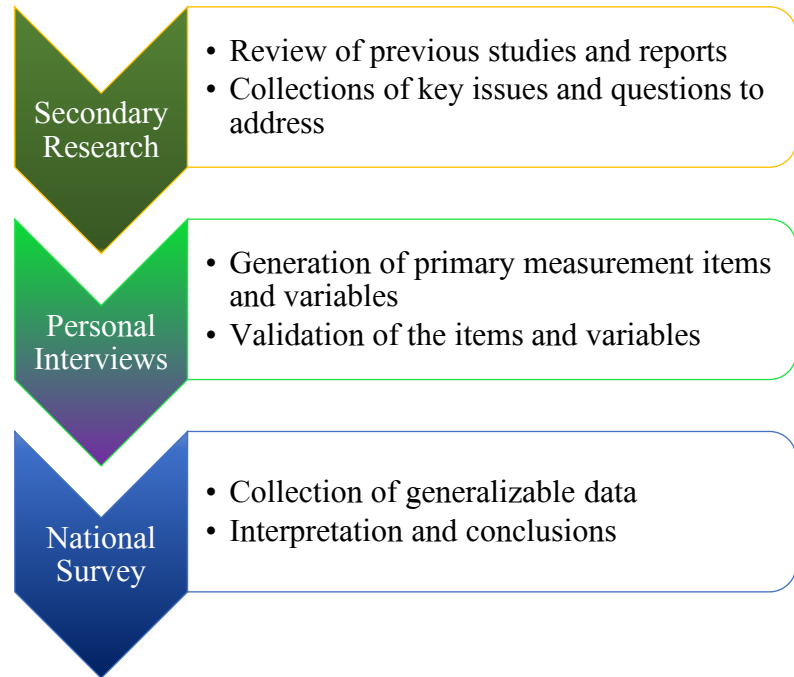 Secondary
Research
• Review of previous studies and reports
• Collections of key issues and questions to
address
Personal
Interviews
• Generation of primary measurement items
and variables
• Validation of the items and variables
National
Survey
• Collection of generalizable data
• Interpretation and conclusions